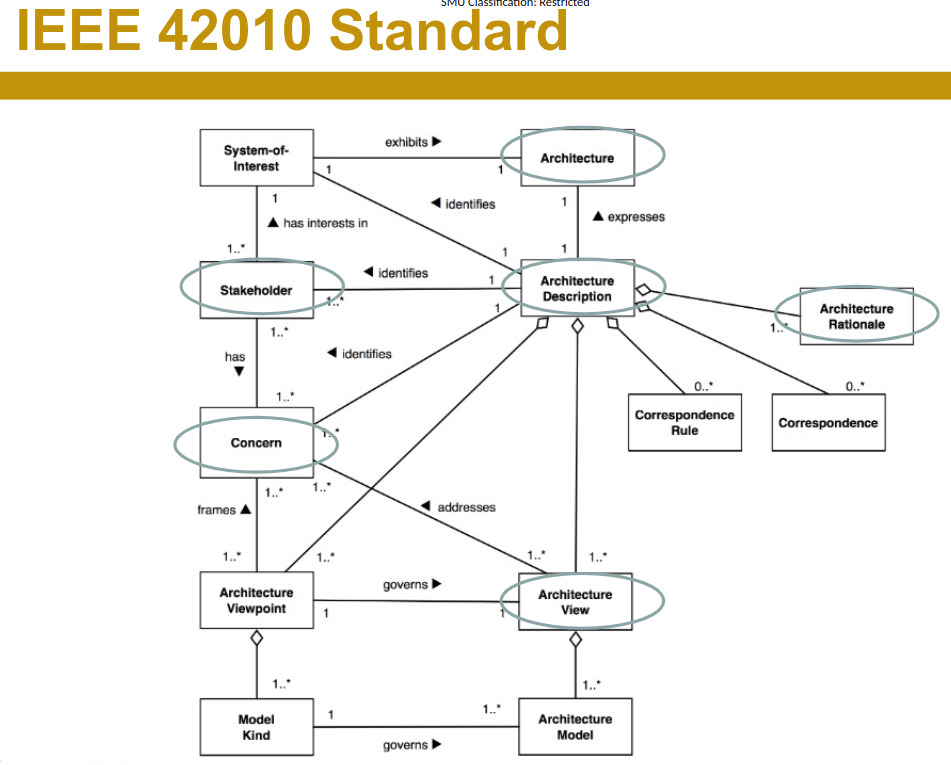 SMU Classification: Restricted
IEEE 42010 Standard
exhibits ▶
System-of-
Interest
Architecture
1
1
1
1
◀ identifies
▲ has interests in
▲ expresses
1..*
1
1
◀ identifies
1
Stakeholder
1..*
Architecture
Description
1
1..*
Architecture
Rationale
1..*
has
▼
◀ identifies
1..*
0..*
0..*
Concern
1..*
Correspondence
Rule
Correspondence
1..*
1..*
frames ▲
◀ addresses
1..*
1..*
1..*
1..*
Architecture
Viewpoint
governs ▶
Architecture
View
1
1
1..*
1..*
Model
Kind
1
1..*
Architecture
Model
governs ▶